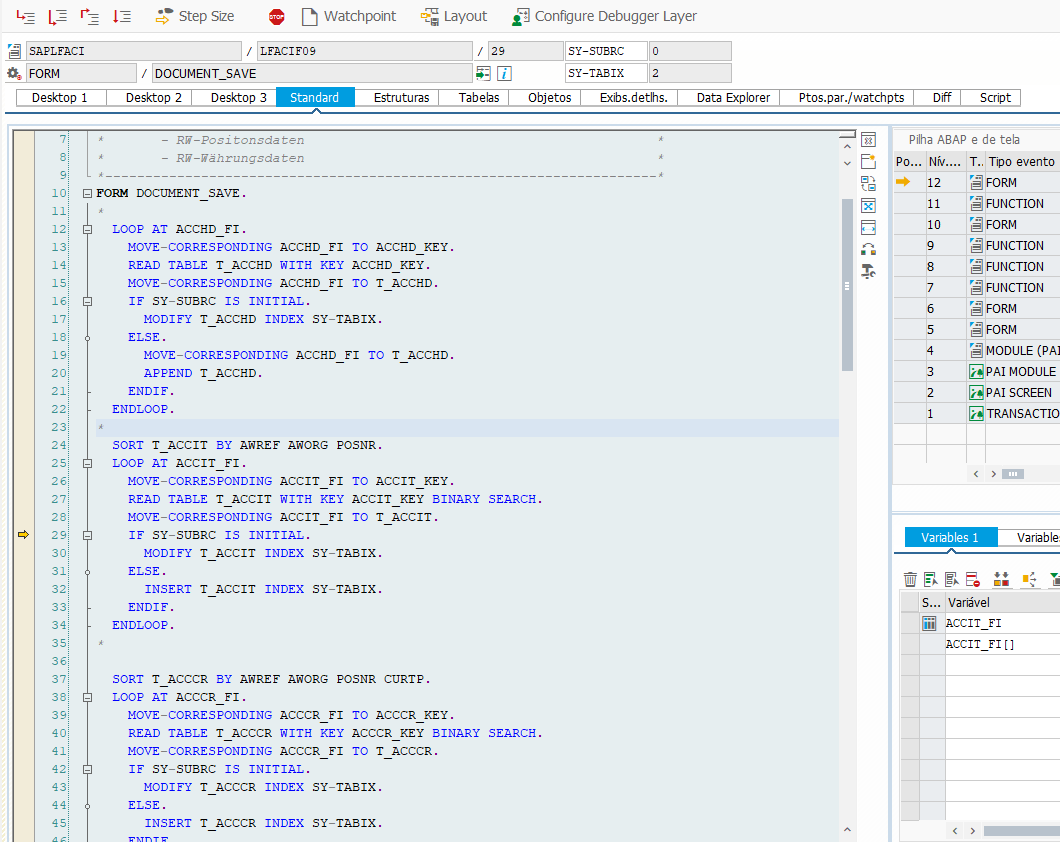 Step Size STOP Watchpoint Layout Configure Debugger Layer
SAPLFACI / LFACIF09 / 29 SY-SUBRC 0
FORM / DOCUMENT_SAVE SY-TABIX 2
Desktop 1 Desktop 2 Desktop 3 Standard Estruturas Tabelas Objetos Exibs.detlhs. Data Explorer Ptos.par./watchpts Diff Script
7 * - RW-Positonsdaten *
8 * - RW-Währungsdaten *
9 *---------------------------------------------------------------------*
10 FORM DOCUMENT_SAVE.
11 *
12 LOOP AT ACCHD_FI.
13 MOVE-CORRESPONDING ACCHD_FI TO ACCHD_KEY.
14 READ TABLE T_ACCHD WITH KEY ACCHD_KEY.
15 MOVE-CORRESPONDING ACCHD_FI TO T_ACCHD.
16 IF SY-SUBRC IS INITIAL.
17 MODIFY T_ACCHD INDEX SY-TABIX.
18 ELSE.
19 MOVE-CORRESPONDING ACCHD_FI TO T_ACCHD.
20 APPEND T_ACCHD.
21 ENDIF.
22 ENDLOOP.
23 *
24 SORT T_ACCIT BY AWREF AWORG POSNR.
25 LOOP AT ACCIT_FI.
26 MOVE-CORRESPONDING ACCIT_FI TO ACCIT_KEY.
27 READ TABLE T_ACCIT WITH KEY ACCIT_KEY BINARY SEARCH.
28 MOVE-CORRESPONDING ACCIT_FI TO T_ACCIT.
29 IF SY-SUBRC IS INITIAL.
30 MODIFY T_ACCIT INDEX SY-TABIX.
31 ELSE.
32 INSERT T_ACCIT INDEX SY-TABIX.
33 ENDIF.
34 ENDLOOP.
35 *
36
37 SORT T_ACCCR BY AWREF AWORG POSNR CURTP.
38 LOOP AT ACCCR_FI.
39 MOVE-CORRESPONDING ACCCR_FI TO ACCCR_KEY.
40 READ TABLE T_ACCCR WITH KEY ACCCR_KEY BINARY SEARCH.
41 MOVE-CORRESPONDING ACCCR_FI TO T_ACCCR.
42 IF SY-SUBRC IS INITIAL.
43 MODIFY T_ACCCR INDEX SY-TABIX.
44 ELSE.
45 INSERT T_ACCCR INDEX SY-TABIX.
46 ENDIF
Pilha ABAP e de tela
Po... Nív.... T.. Tipo evento
12 FORM
11 FUNCTION
10 FORM
9 FUNCTION
8 FUNCTION
7 FUNCTION
6 FORM
5 FORM
4 MODULE (PAI
3 PAI MODULE
2 PAI SCREEN
1 TRANSACTIO
Variables 1 Variable
S... Variável
ACCIT_FI
ACCIT_FI[]